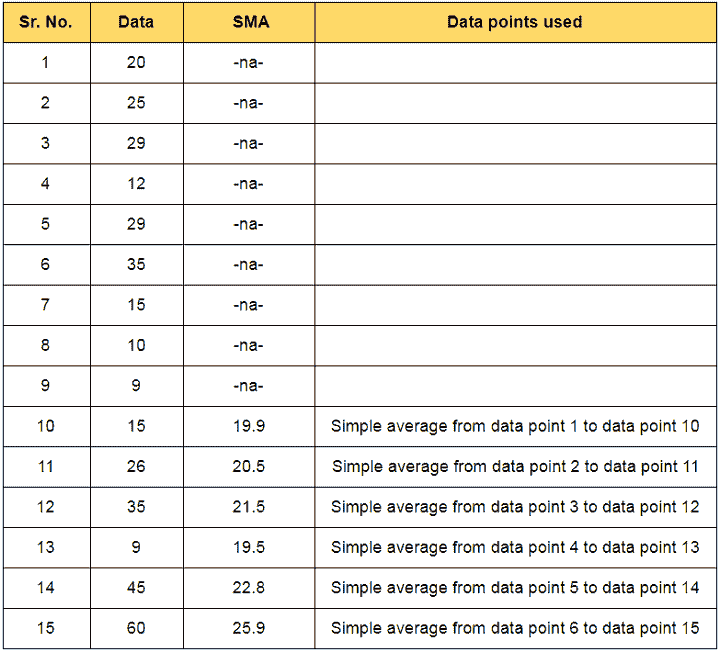 Sr. No. Data SMA Data points used
1 20 -na-
2 25 -na-
3 29 -na-
4 12 -na-
5 29 -na-
6 35 -na-
7 15 -na-
8 10 -na-
9 9 -na-
10 15 19.9 Simple average from data point 1 to data point 10
11 26 20.5 Simple average from data point 2 to data point 11
12 35 21.5 Simple average from data point 3 to data point 12
13 9 19.5 Simple average from data point 4 to data point 13
14 45 22.8 Simple average from data point 5 to data point 14
15 60 25.9 Simple average from data point 6 to data point 15